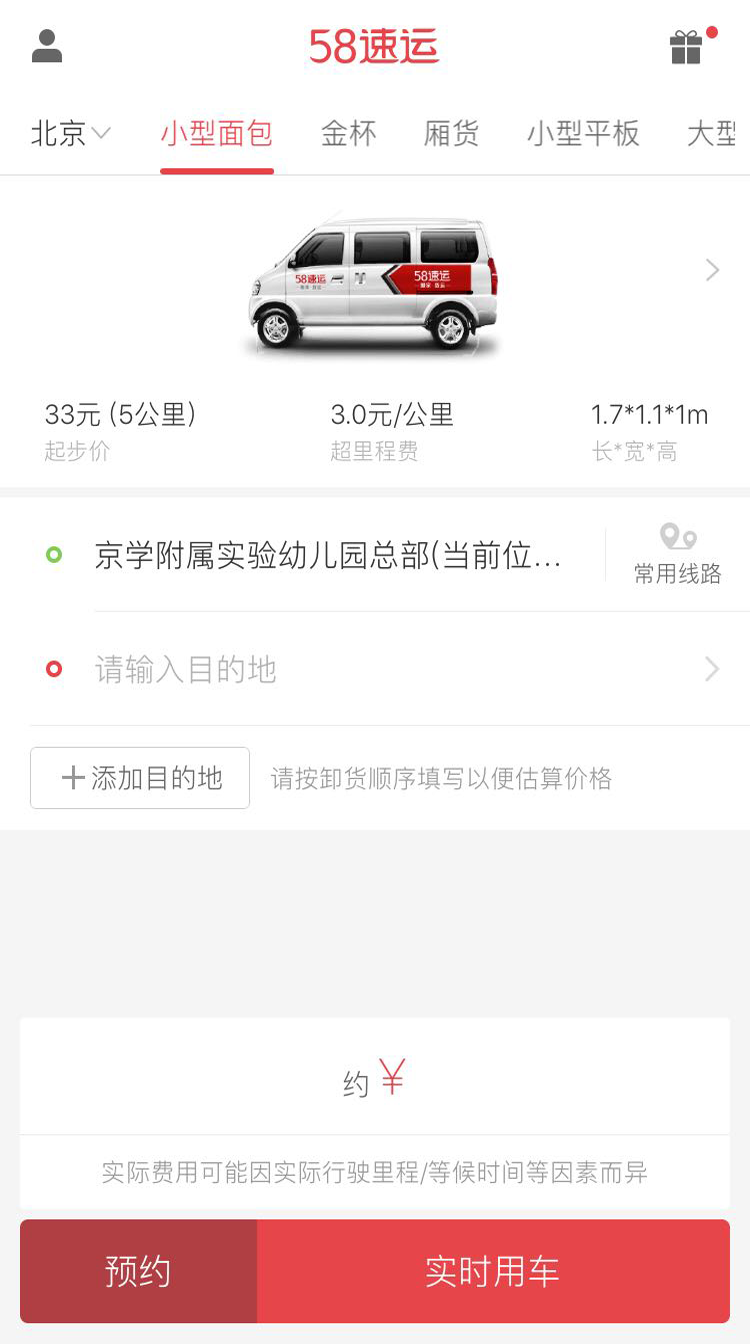 58速运
北京 小型面包 金杯 厢货 小型平板 大型
58速运 58速运
33元 (5公里) 3.0元/公里 1.7*1.1*1m
起步价 超里程费 长*宽*高
京学附属实验幼儿园总部(当前位...
常用线路
请输入目的地
添加目的地 请按卸货顺序填写以便估算价格
约 ¥
实际费用可能因实际行驶里程/等候时间等因素而异
预约 实时用车